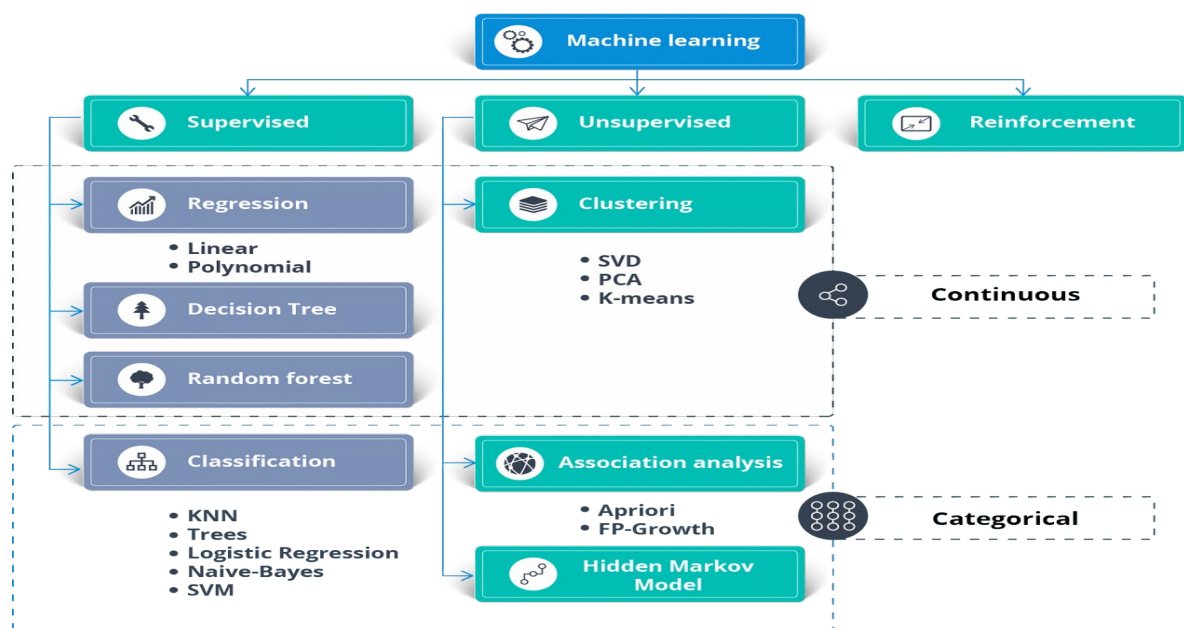 Machine learning
Supervised
Unsupervised
Reinforcement
Regression
• Linear
• Polynomial
Decision Tree
Random forest
Clustering
• SVD
• PCA
• K-means
Continuous
Classification
• KNN
• Trees
• Logistic Regression
• Naive-Bayes
• SVM
Association analysis
• Apriori
• FP-Growth
Hidden Markov
Model
Categorical